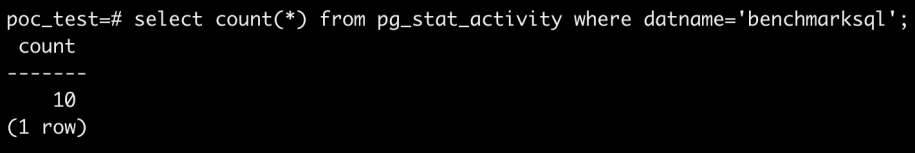 poc_test=# select count(*) from pg_stat_activity where datname='benchmarksql';
 count
-------
    10
(1 row)